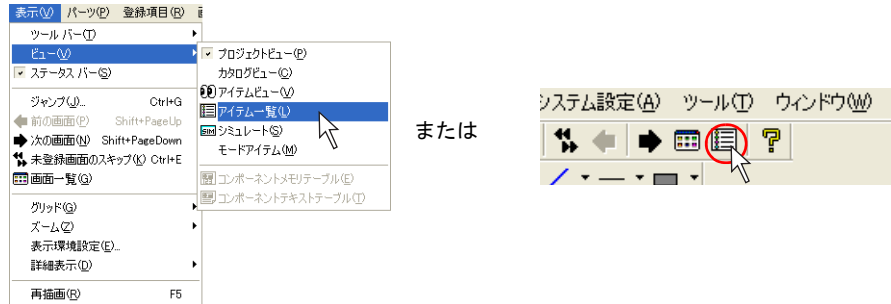 表示(V) パーツ(P) 登録項目(R)
ツール バー(T)
ビュー(V)
ステータス バー(S)
ジャンプ(J)... Ctrl+G
前の画面(P) Shift+PageUp
次の画面(N) Shift+PageDown
未登録画面のスキップ(K) Ctrl+E
画面一覧(G)
グリッド(G)
ズーム(Z)
表示環境設定(E)...
詳細表示(D)
再描画(R) F5
プロジェクトビュー(P)
カタログビュー(C)
アイテムビュー(V)
アイテム一覧(L)
SIM シミュレート(S)
モードアイテム(M)
コンポーネントメモリテーブル(E)
コンポーネントテキストテーブル(T)
または
システム設定(A) ツール(T) ウィンドウ(W)